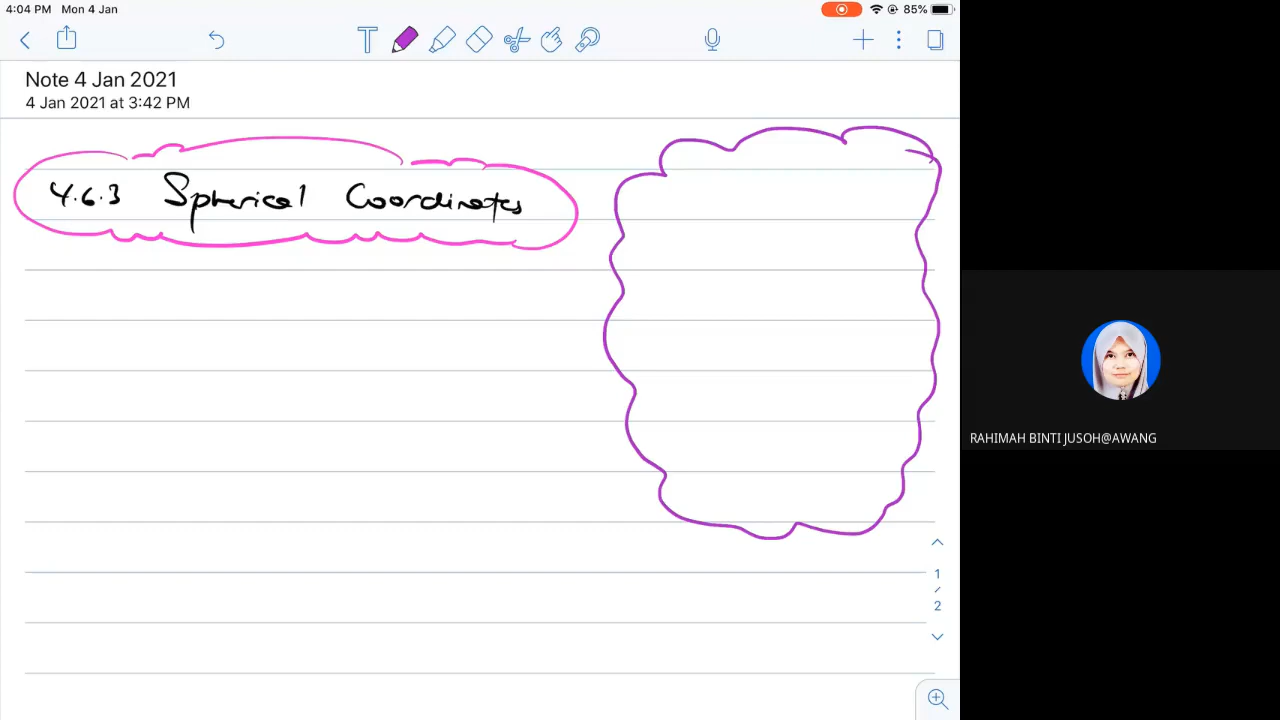 4:04 PM Mon 4 Jan
85%
Note 4 Jan 2021
4 Jan 2021 at 3:42 PM
4.6.3 Spherical Coordinates
RAHIMAH BINTI JUSOH@AWANG
1
/
2